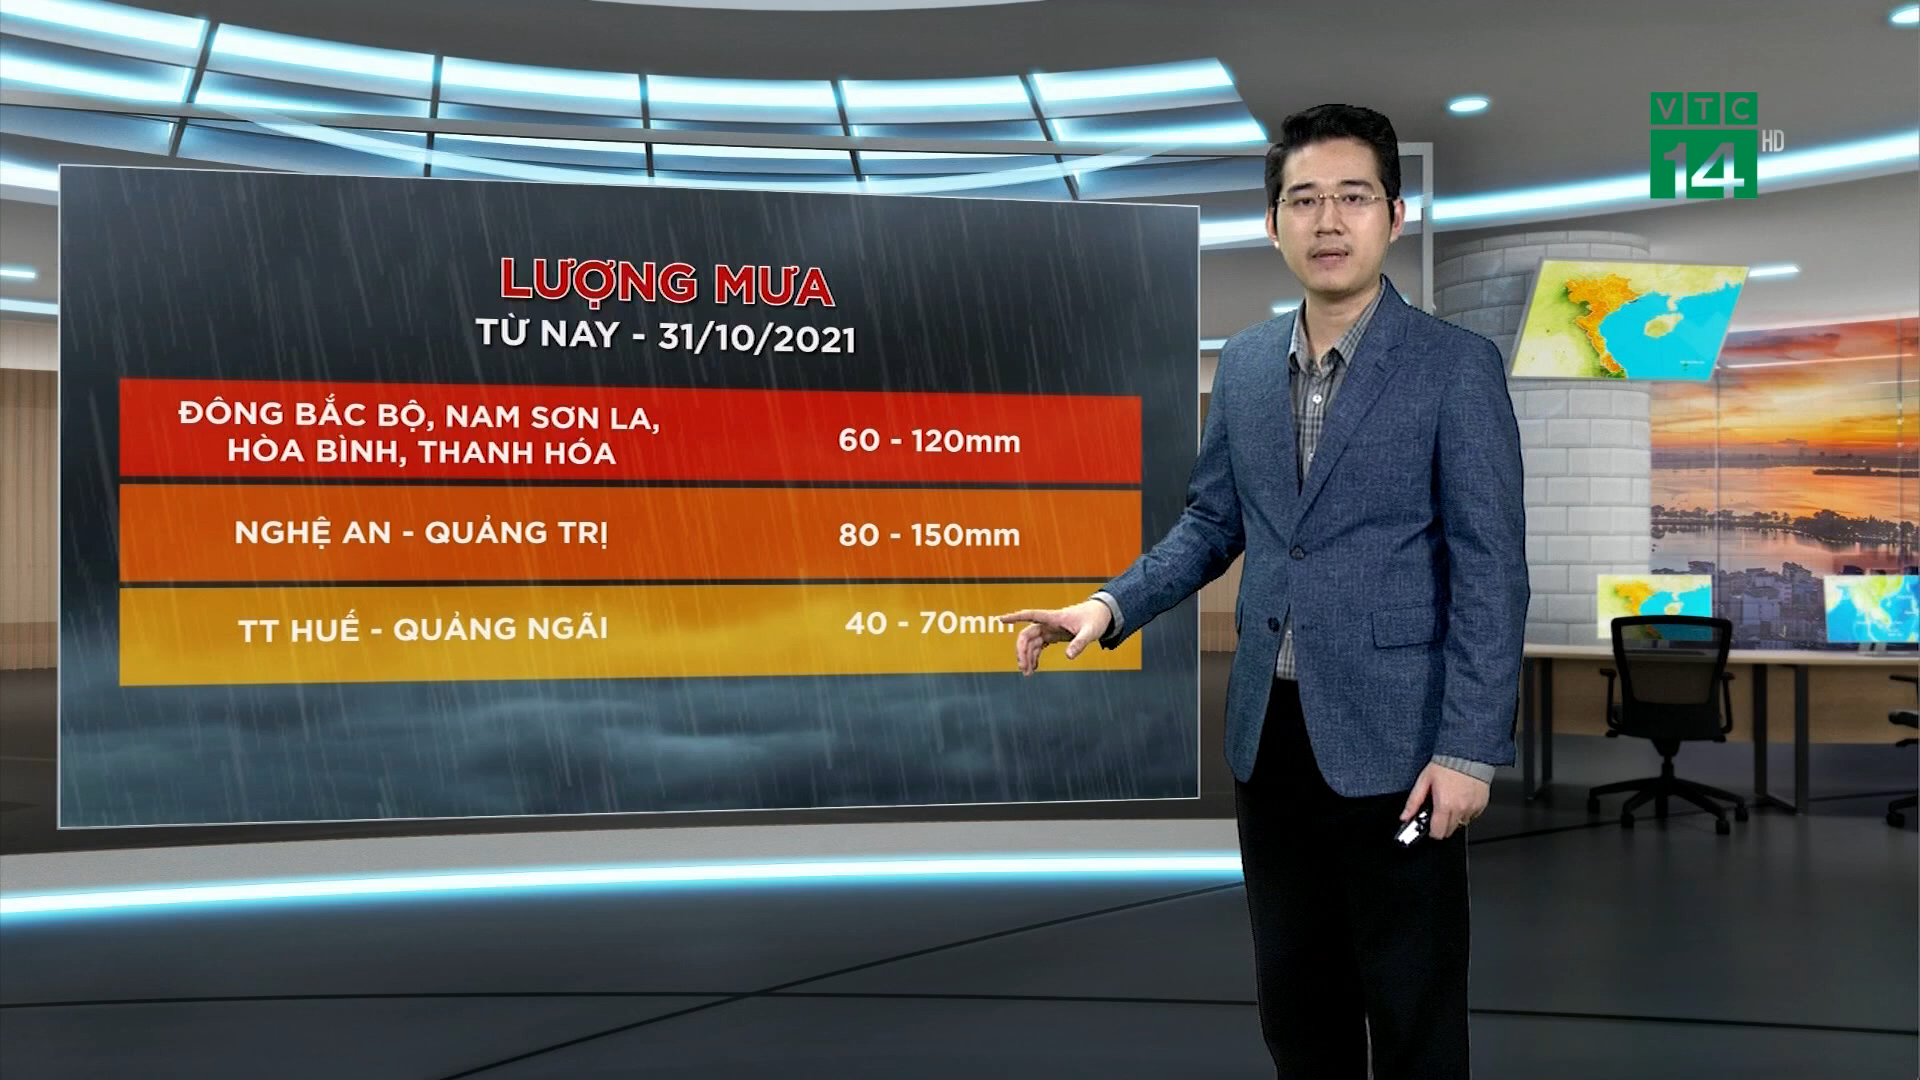 LƯỢNG MƯA
TỪ NAY - 31/10/2021
ĐÔNG BẮC BỘ, NAM SƠN LA,
HÒA BÌNH, THANH HÓA
60 - 120mm
NGHỆ AN - QUẢNG TRỊ
80 - 150mm
TT HUẾ - QUẢNG NGÃI
40 - 70mm
VTC
14
HD